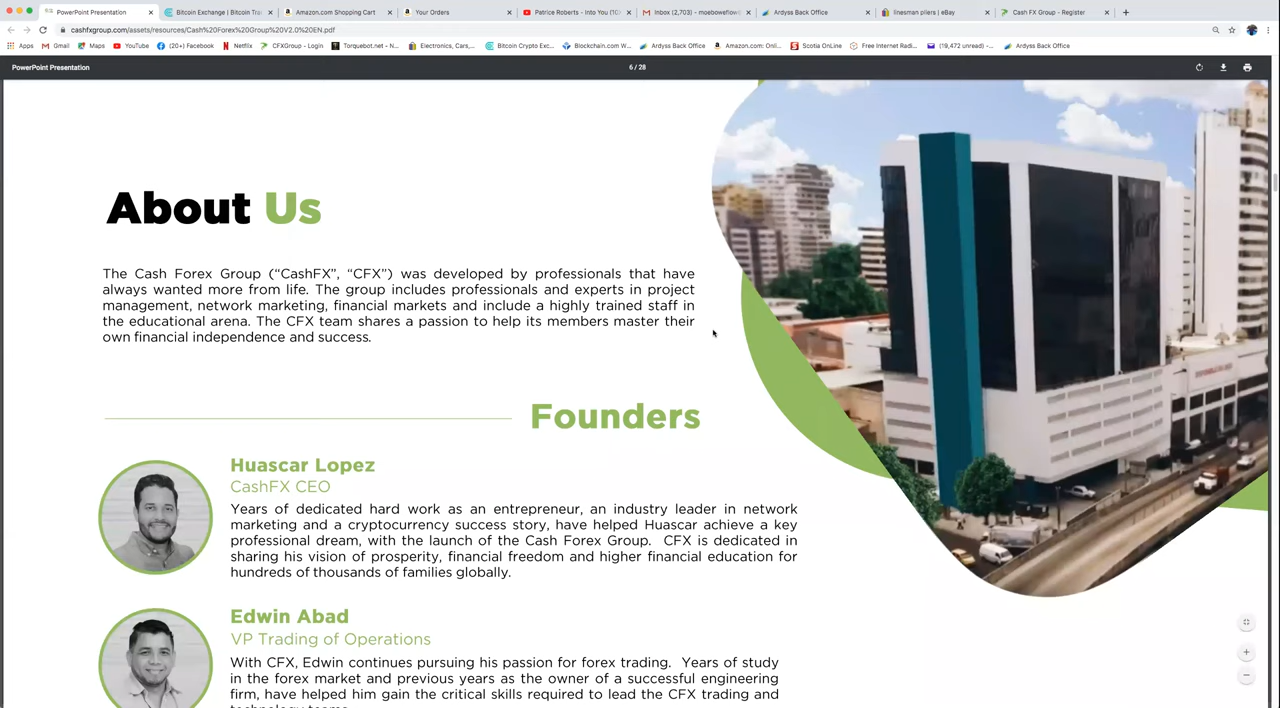 PowerPoint Presentation
Bitcoin Exchange | Bitcoin Tra
Amazon.com Shopping Cart
Your Orders
Patrice Roberts - Into You (10
Inbox (2,703) - moeboweflow
Ardyss Back Office
linesman pliers | eBay
Cash FX Group - Register
cashfxgroup.com/assets/resources/Cash%20Forex%20Group%20V2.0%20EN.pdf
Apps
Gmail
Maps
YouTube
(20+) Facebook
Netflix
CFXGroup - Login
Torquebot.net - N...
Electronics, Cars,...
Bitcoin Crypto Exc...
Blockchain.com W...
Ardyss Back Office
Amazon.com: Onli...
Scotia OnLine
Free Internet Radi...
(19,472 unread) -...
Ardyss Back Office
PowerPoint Presentation
6 / 28
About Us
The Cash Forex Group (“CashFX”, “CFX”) was developed by professionals that have
always wanted more from life. The group includes professionals and experts in project
management, network marketing, financial markets and include a highly trained staff in
the educational arena. The CFX team shares a passion to help its members master their
own financial independence and success.
Founders
Huascar Lopez
CashFX CEO
Years of dedicated hard work as an entrepreneur, an industry leader in network
marketing and a cryptocurrency success story, have helped Huascar achieve a key
professional dream, with the launch of the Cash Forex Group. CFX is dedicated in
sharing his vision of prosperity, financial freedom and higher financial education for
hundreds of thousands of families globally.
Edwin Abad
VP Trading of Operations
With CFX, Edwin continues pursuing his passion for forex trading. Years of study
in the forex market and previous years as the owner of a successful engineering
firm, have helped him gain the critical skills required to lead the CFX trading and